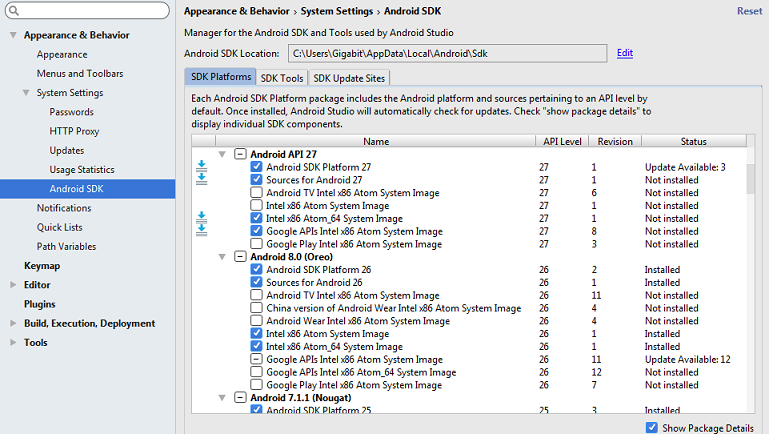 Appearance & Behavior › System Settings › Android SDK
Reset
Manager for the Android SDK and Tools used by Android Studio
Android SDK Location: C:\Users\Gigabit\AppData\Local\Android\Sdk Edit
Appearance & Behavior
Appearance
Menus and Toolbars
System Settings
Passwords
HTTP Proxy
Updates
Usage Statistics
Android SDK
Notifications
Quick Lists
Path Variables
Keymap
Editor
Plugins
Build, Execution, Deployment
Tools
SDK Platforms SDK Tools SDK Update Sites
Each Android SDK Platform package includes the Android platform and sources pertaining to an API level by
default. Once installed, Android Studio will automatically check for updates. Check "show package details" to
display individual SDK components.
Name API Level Revision Status
Android API 27
Android SDK Platform 27 27 1 Update Available: 3
Sources for Android 27 27 1 Not installed
Android TV Intel x86 Atom System Image 27 6 Not installed
Intel x86 Atom System Image 27 1 Not installed
Intel x86 Atom_64 System Image 27 1 Not installed
Google APIs Intel x86 Atom System Image 27 8 Not installed
Google Play Intel x86 Atom System Image 27 3 Not installed
Android 8.0 (Oreo)
Android SDK Platform 26 26 2 Installed
Sources for Android 26 26 1 Installed
Android TV Intel x86 Atom System Image 26 11 Not installed
China version of Android Wear Intel x86 Atom System Image 26 4 Not installed
Android Wear Intel x86 Atom System Image 26 4 Not installed
Intel x86 Atom System Image 26 1 Installed
Intel x86 Atom_64 System Image 26 1 Installed
Google APIs Intel x86 Atom System Image 26 11 Update Available: 12
Google APIs Intel x86 Atom_64 System Image 26 12 Not installed
Google Play Intel x86 Atom System Image 26 7 Not installed
Android 7.1.1 (Nougat)
Android SDK Platform 25 25 3 Installed
Show Package Details